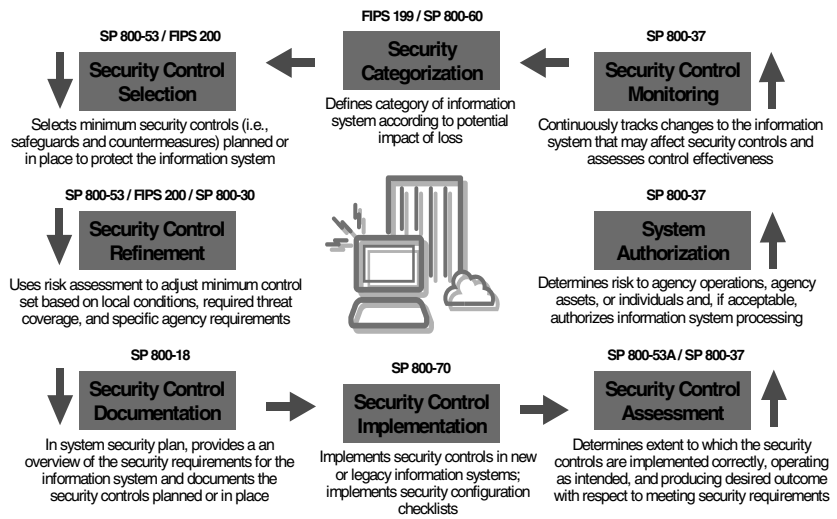 FIPS 199 / SP 800-60
Security
Categorization
Defines category of information
system according to potential
impact of loss
SP 800-53 / FIPS 200
Security Control
Selection
Selects minimum security controls (i.e.,
safeguards and countermeasures) planned or
in place to protect the information system
SP 800-53 / FIPS 200 / SP 800-30
Security Control
Refinement
Uses risk assessment to adjust minimum control
set based on local conditions, required threat
coverage, and specific agency requirements
SP 800-18
Security Control
Documentation
In system security plan, provides a an
overview of the security requirements for the
information system and documents the
security controls planned or in place
SP 800-70
Security Control
Implementation
Implements security controls in new
or legacy information systems;
implements security configuration
checklists
SP 800-53A / SP 800-37
Security Control
Assessment
Determines extent to which the security
controls are implemented correctly, operating
as intended, and producing desired outcome
with respect to meeting security requirements
SP 800-37
System
Authorization
Determines risk to agency operations, agency
assets, or individuals and, if acceptable,
authorizes information system processing
SP 800-37
Security Control
Monitoring
Continuously tracks changes to the information
system that may affect security controls and
assesses control effectiveness